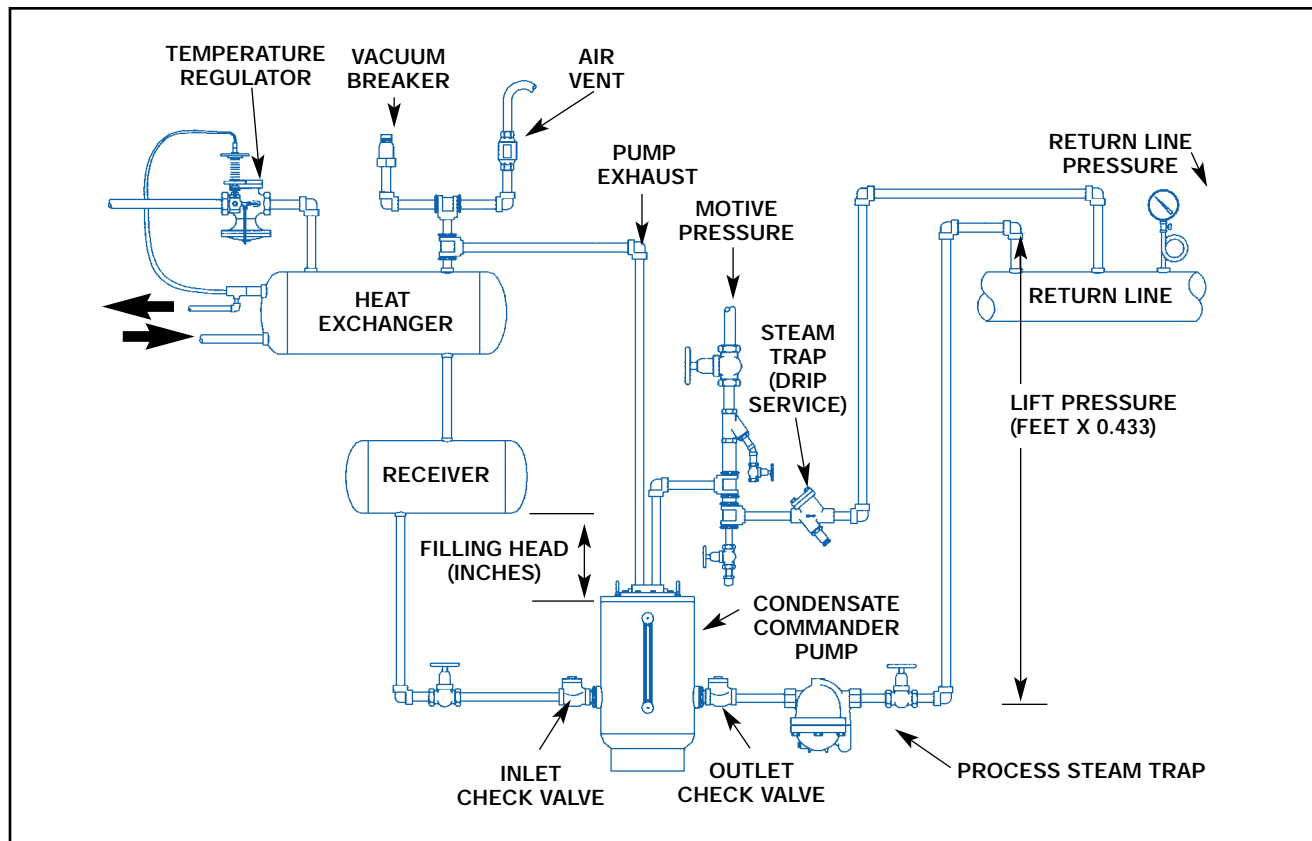 TEMPERATURE
REGULATOR
VACUUM
BREAKER
AIR
VENT
PUMP
EXHAUST
MOTIVE
PRESSURE
RETURN LINE
PRESSURE
HEAT
EXCHANGER
RETURN LINE
STEAM
TRAP
(DRIP
SERVICE)
LIFT PRESSURE
(FEET X 0.433)
RECEIVER
FILLING HEAD
(INCHES)
CONDENSATE
COMMANDER
PUMP
INLET
CHECK VALVE
OUTLET
CHECK VALVE
PROCESS STEAM TRAP